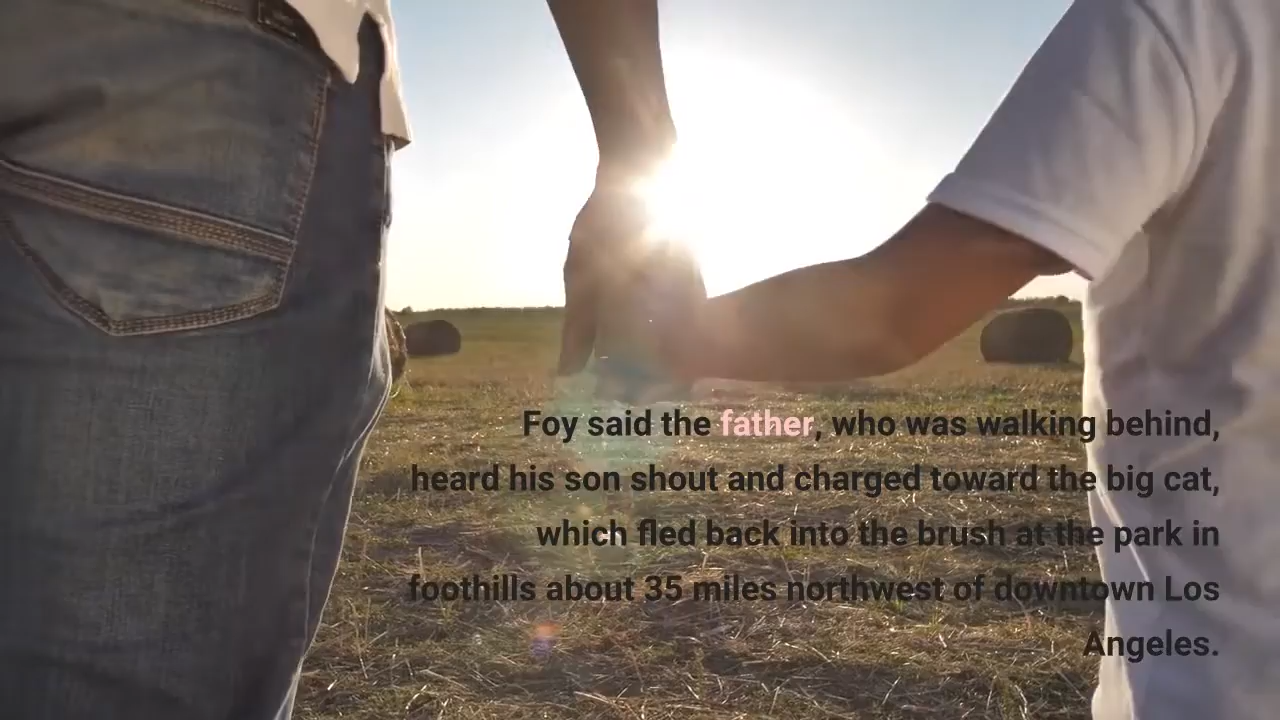 Foy said the father, who was walking behind,
heard his son shout and charged toward the big cat,
which fled back into the brush at the park in
foothills about 35 miles northwest of downtown Los
Angeles.